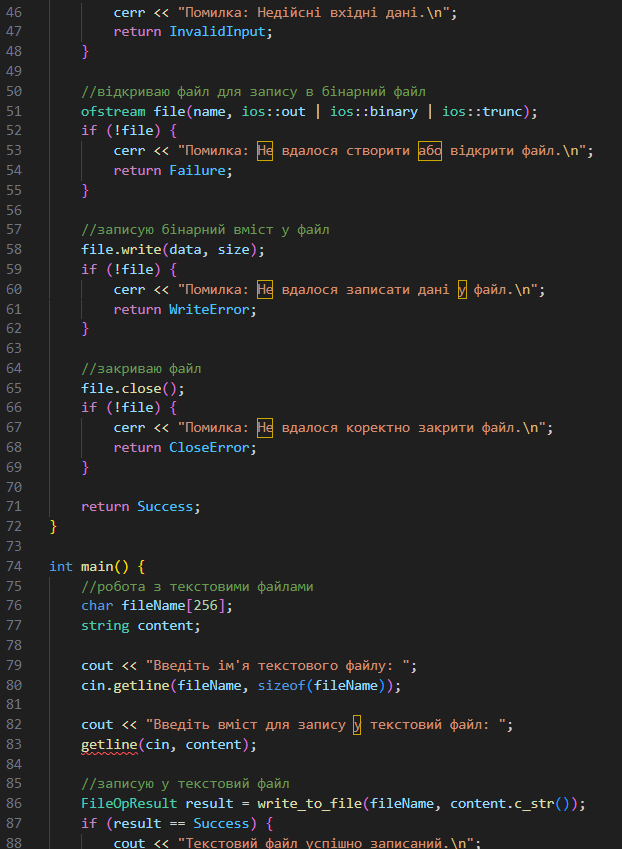 46 cerr << "Помилка: Недійсні вхідні дані.\n";
47 return InvalidInput;
48 }
49
50 //відкриваю файл для запису в бінарний файл
51 ofstream file(name, ios::out | ios::binary | ios::trunc);
52 if (!file) {
53 cerr << "Помилка: Не вдалося створити або відкрити файл.\n";
54 return Failure;
55 }
56
57 //записую бінарний вміст у файл
58 file.write(data, size);
59 if (!file) {
60 cerr << "Помилка: Не вдалося записати дані у файл.\n";
61 return WriteError;
62 }
63
64 //закриваю файл
65 file.close();
66 if (!file) {
67 cerr << "Помилка: Не вдалося коректно закрити файл.\n";
68 return CloseError;
69 }
70
71 return Success;
72 }
73
74 int main() {
75 //робота з текстовими файлами
76 char fileName[256];
77 string content;
78
79 cout << "Введіть ім'я текстового файлу: ";
80 cin.getline(fileName, sizeof(fileName));
81
82 cout << "Введіть вміст для запису у текстовий файл: ";
83 getline(cin, content);
84
85 //записую у текстовий файл
86 FileOpResult result = write_to_file(fileName, content.c_str());
87 if (result == Success) {
88 cout << "Текстовий файл успішно записаний.\n";